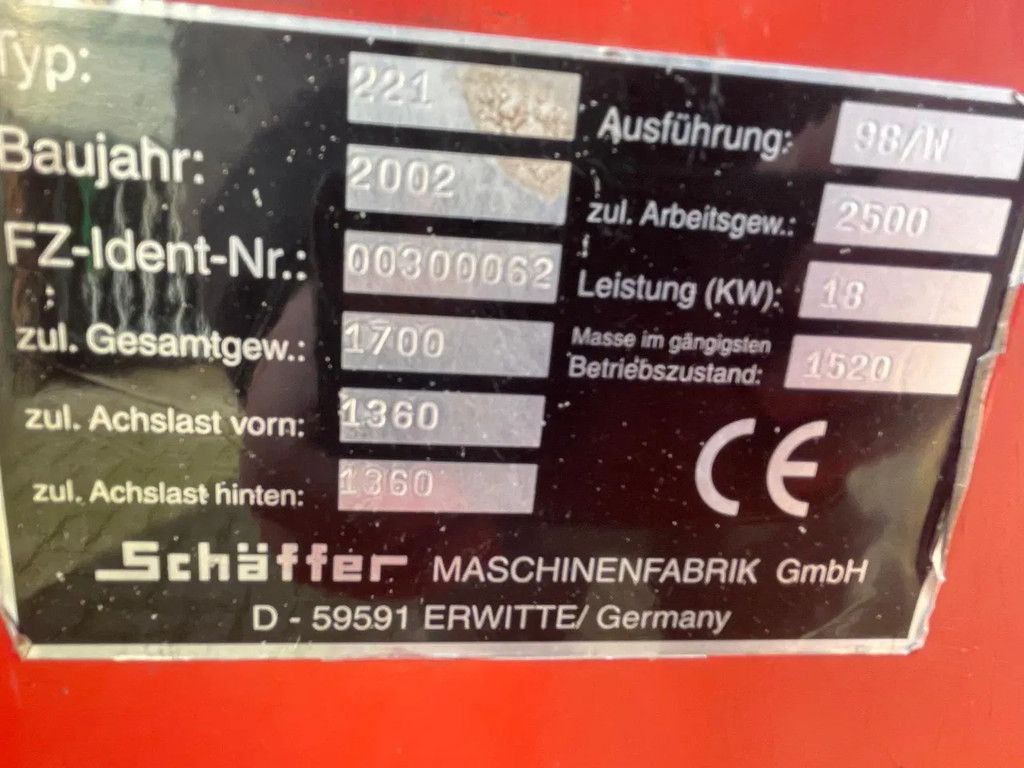 Typ: 221
Baujahr: 2002
FZ-Ident-Nr.: 00300062
zul. Gesamtgew.: 1700
zul. Achslast vorn: 1360
zul. Achslast hinten: 1360
Ausführung: 98/N
zul. Arbeitsgew.: 2500
Leistung (KW): 18
Masse im gängigsten
Betriebszustand: 1520
CE
Schäffer MASCHINENFABRIK GmbH
D - 59591 ERWITTE/ Germany